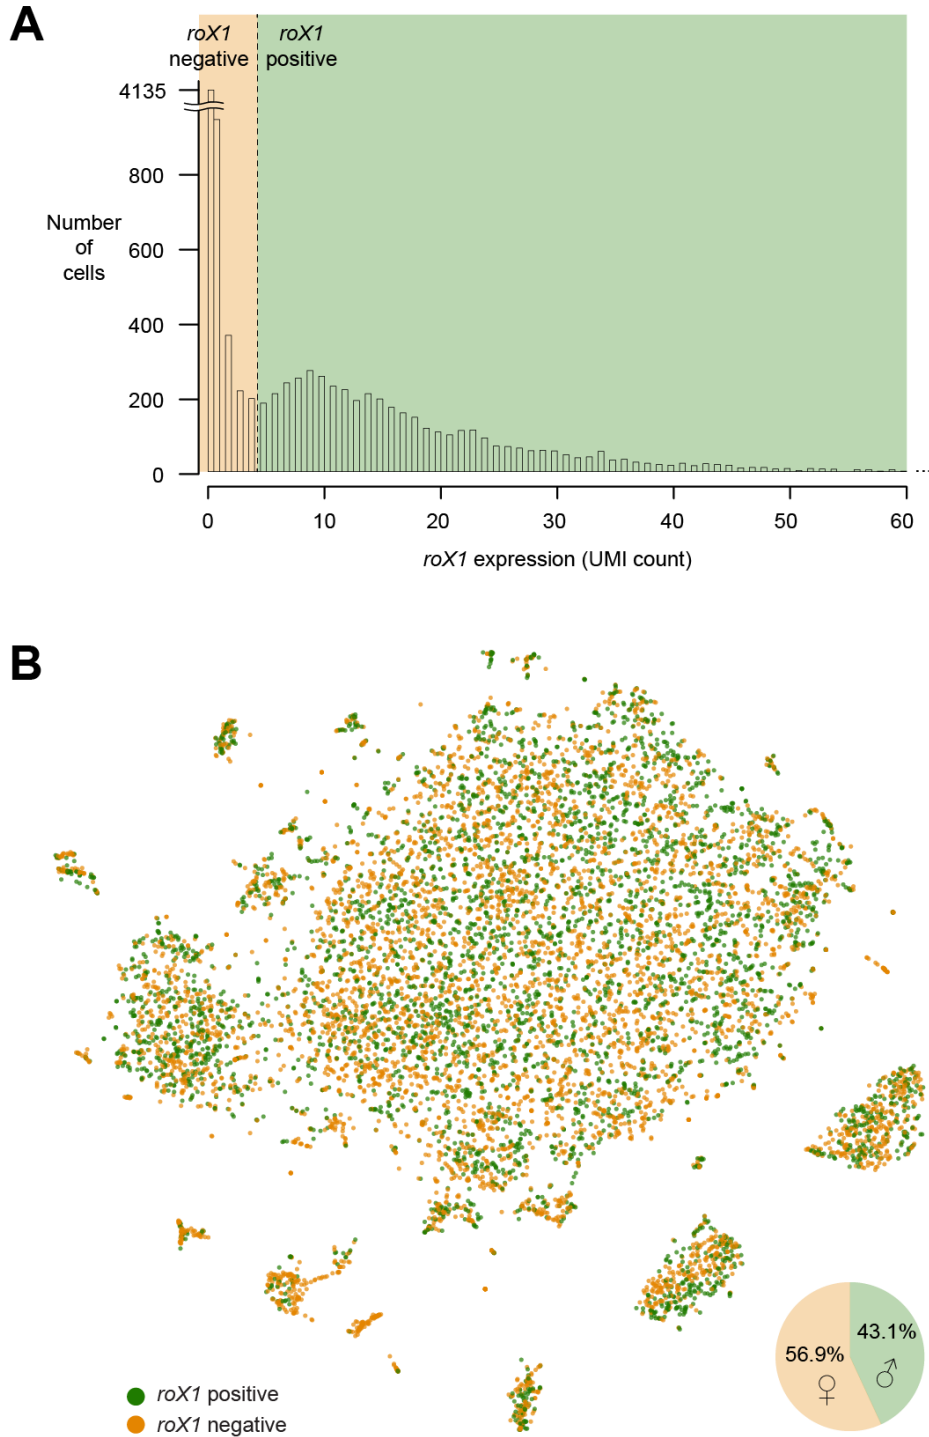 A
roX1
negative
roX1
positive
4135
800
600
400
200
0
Number
of
cells
0 10 20 30 40 50 60
...
roX1 expression (UMI count)
B
56.9%
♀
43.1%
♂
roX1 positive
roX1 negative